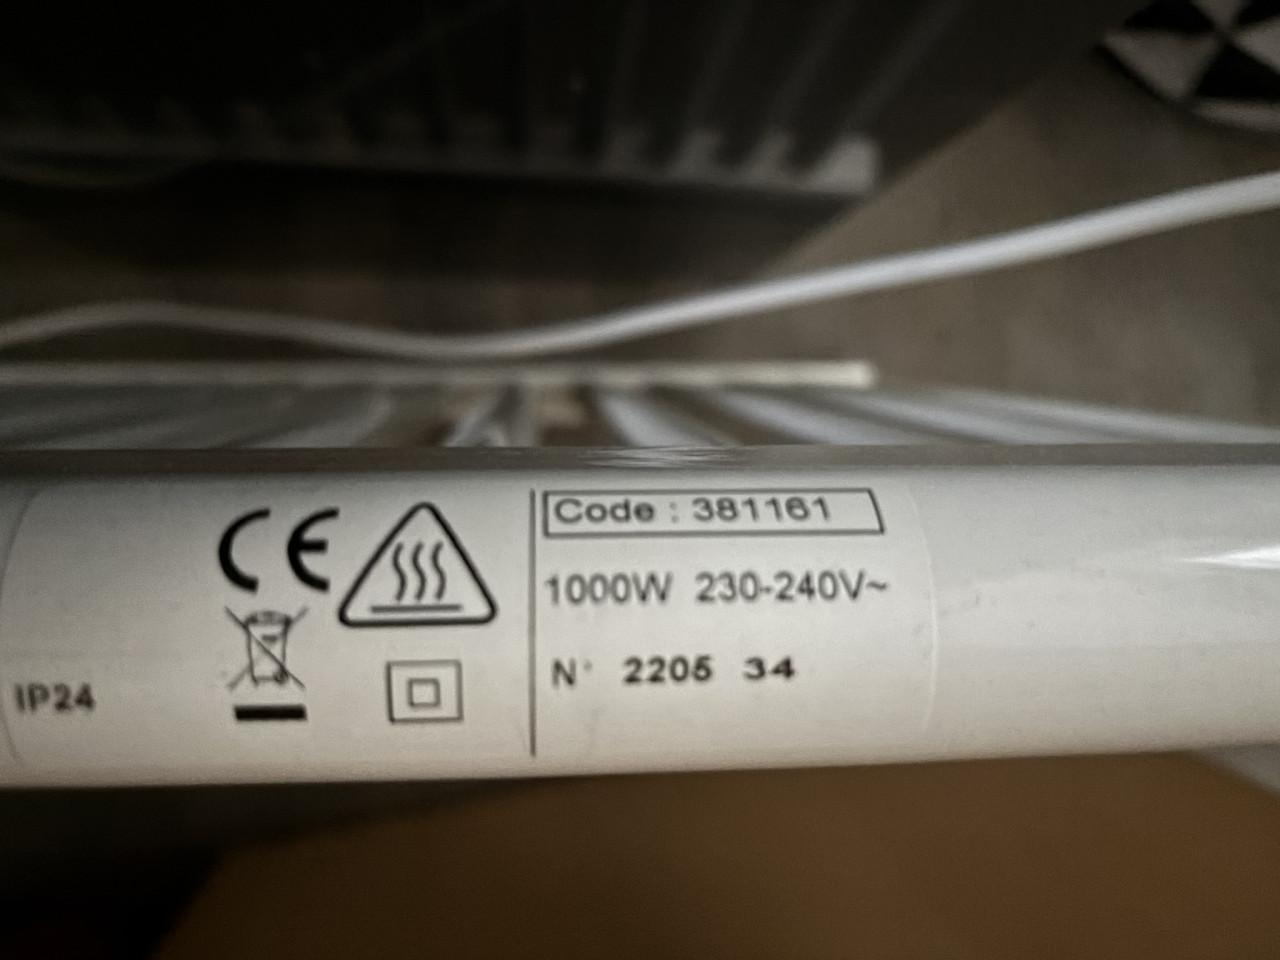 CE
IP24
Code : 381161
1000W 230-240V~
N° 2205 34